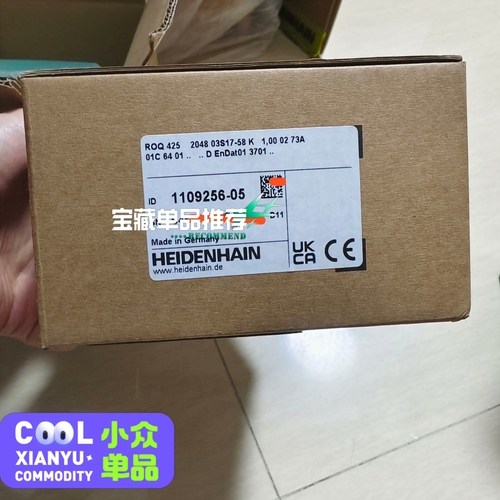 ROQ 425 2048 03S17-58 K 1,00 02 73A
01C 64 01 .. .. D EnDat01 3701 ..
ID 1109256-05
宝藏单品推荐
C11
****RECOMMEND
Made in Germany
HEIDENHAIN
www.heidenhain.de
UK
CA
CE
COOL
XIANYU
COMMODITY
小众
单品